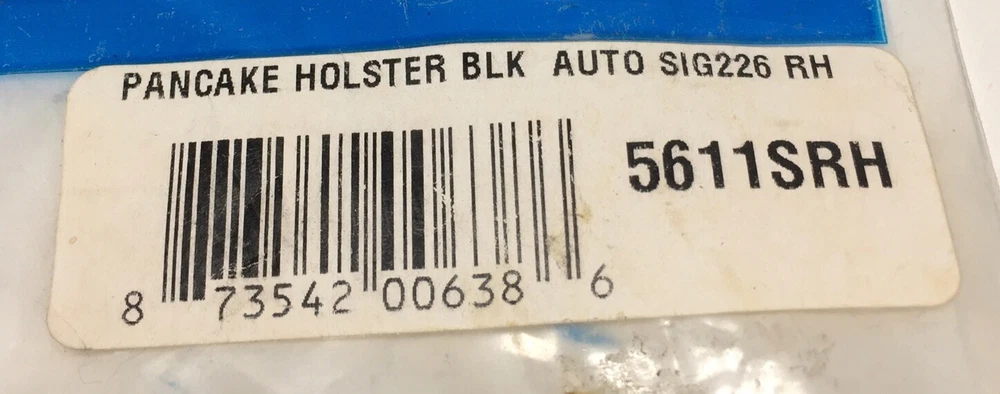 PANCAKE HOLSTER BLK AUTO SIG226 RH
5611SRH
8 73542 00638 6